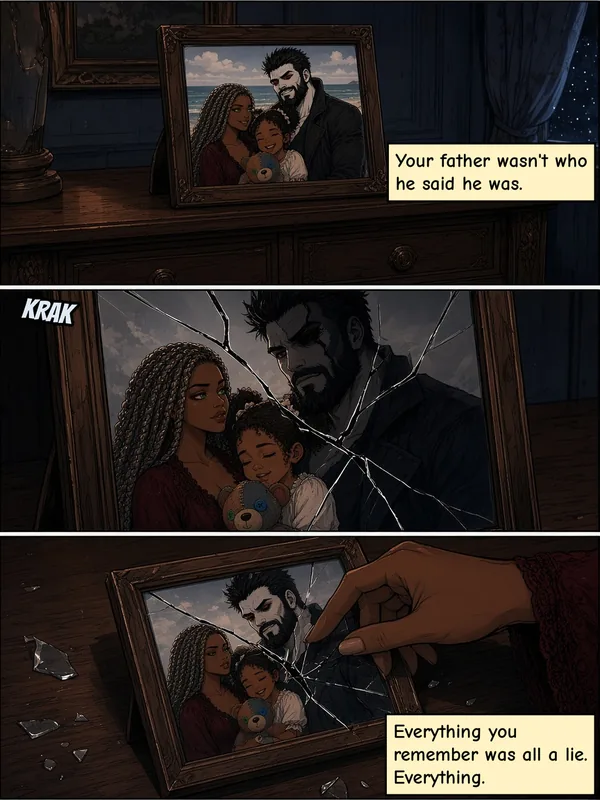 Your father wasn't who
he said he was.
KRAK
Everything you
remember was all a lie.
Everything.